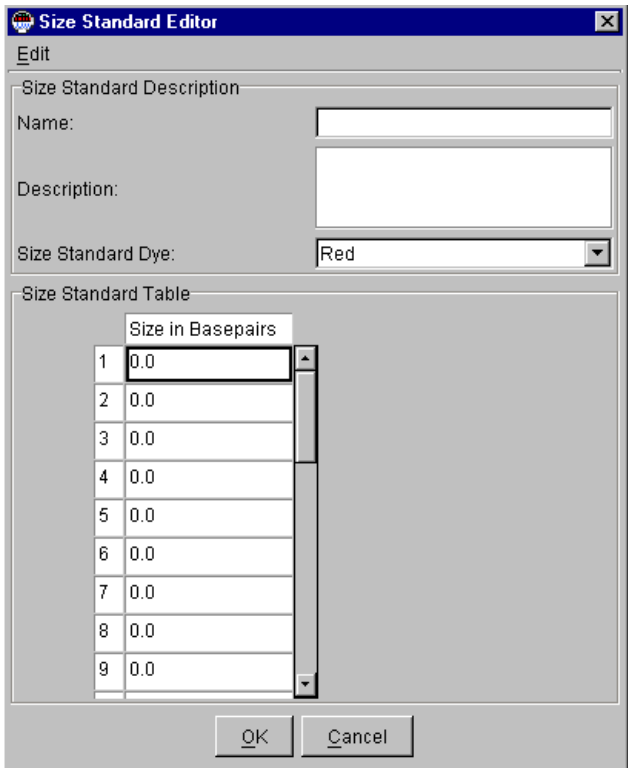 Size Standard Editor
Edit
Size Standard Description
Name:
Description:
Size Standard Dye: Red
Size Standard Table
Size in Basepairs
1 0.0
2 0.0
3 0.0
4 0.0
5 0.0
6 0.0
7 0.0
8 0.0
9 0.0
OK Cancel